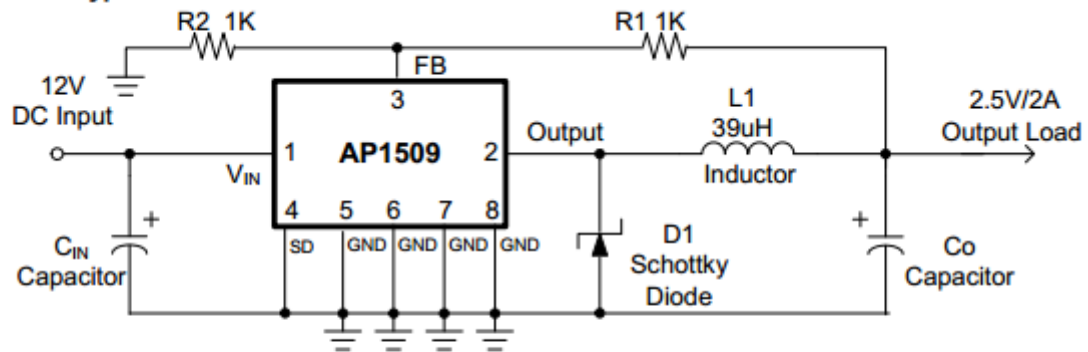 R2 1K
R1 1K
FB
12V
DC Input
3
L1
39uH
Inductor
2.5V/2A
Output Load
Output
1
AP1509
2
VIN
4
5
6
7
8
SD
GND
GND
GND
GND
+
CIN
Capacitor
D1
Schottky
Diode
+
Co
Capacitor